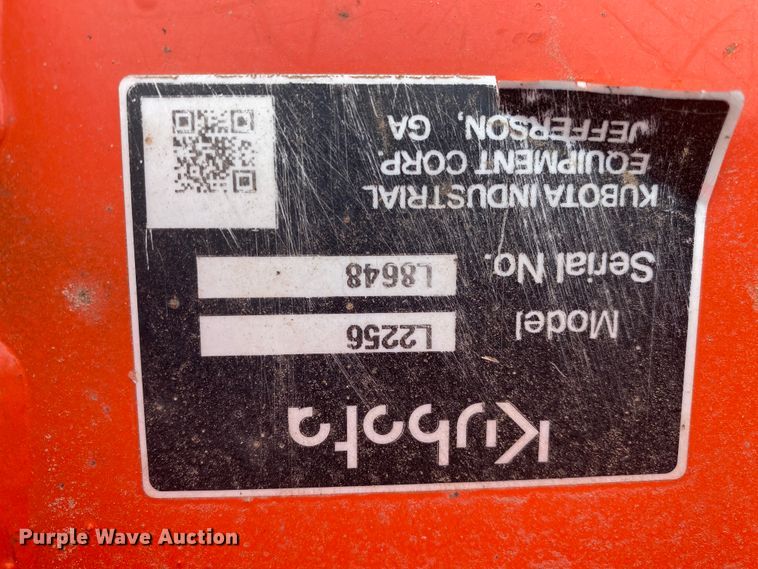 Kubota
Model L2256
Serial No. L8648
KUBOTA INDUSTRIAL
EQUIPMENT CORP.
JEFFERSON, GA
Purple Wave Auction